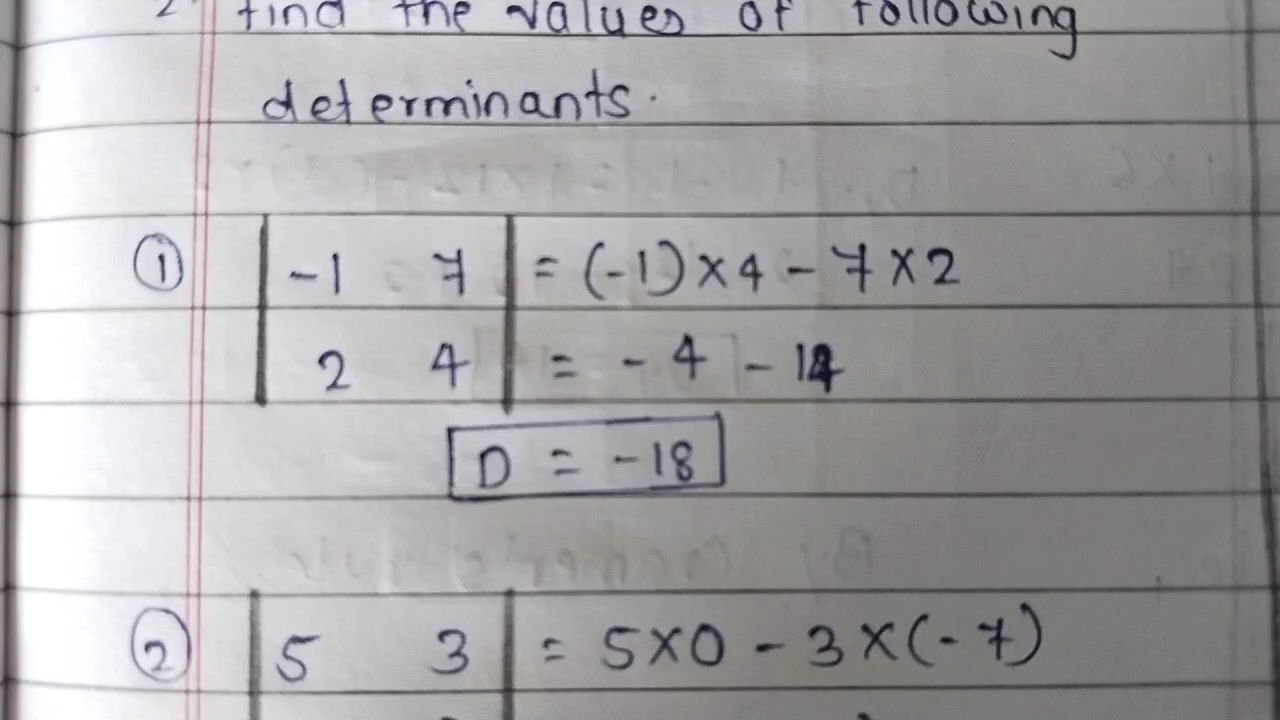 2. find the values of following
determinants.
① | -1 7 | = (-1)×4 - 7×2
| 2 4 | = -4 - 14
D = -18
② | 5 3 | = 5×0 - 3×(-7)